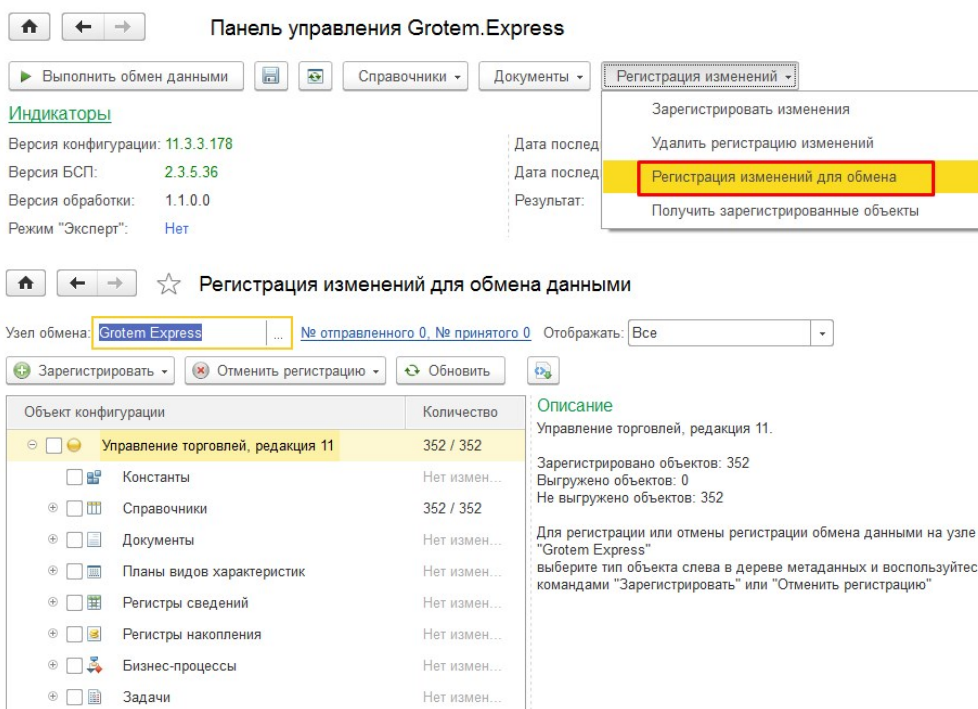 Панель управления Grotem.Express
Выполнить обмен данными Справочники Документы Регистрация изменений
Зарегистрировать изменения
Удалить регистрацию изменений
Регистрация изменений для обмена
Получить зарегистрированные объекты
Индикаторы
Версия конфигурации: 11.3.3.178 Дата послед
Версия БСП: 2.3.5.36 Дата послед
Версия обработки: 1.1.0.0 Результат:
Режим "Эксперт": Нет
Регистрация изменений для обмена данными
Узел обмена: Grotem Express ... № отправленного 0, № принятого 0 Отображать: Все
Зарегистрировать Отменить регистрацию Обновить
Объект конфигурации Количество
Управление торговлей, редакция 11 352 / 352
Константы Нет измен...
Справочники 352 / 352
Документы Нет измен...
Планы видов характеристик Нет измен...
Регистры сведений Нет измен...
Регистры накопления Нет измен...
Бизнес-процессы Нет измен...
Задачи Нет измен...
Описание
Управление торговлей, редакция 11.
Зарегистрировано объектов: 352
Выгружено объектов: 0
Не выгружено объектов: 352
Для регистрации или отмены регистрации обмена данными на узле
"Grotem Express"
выберите тип объекта слева в дереве метаданных и воспользуйтес
командами "Зарегистрировать" или "Отменить регистрацию"